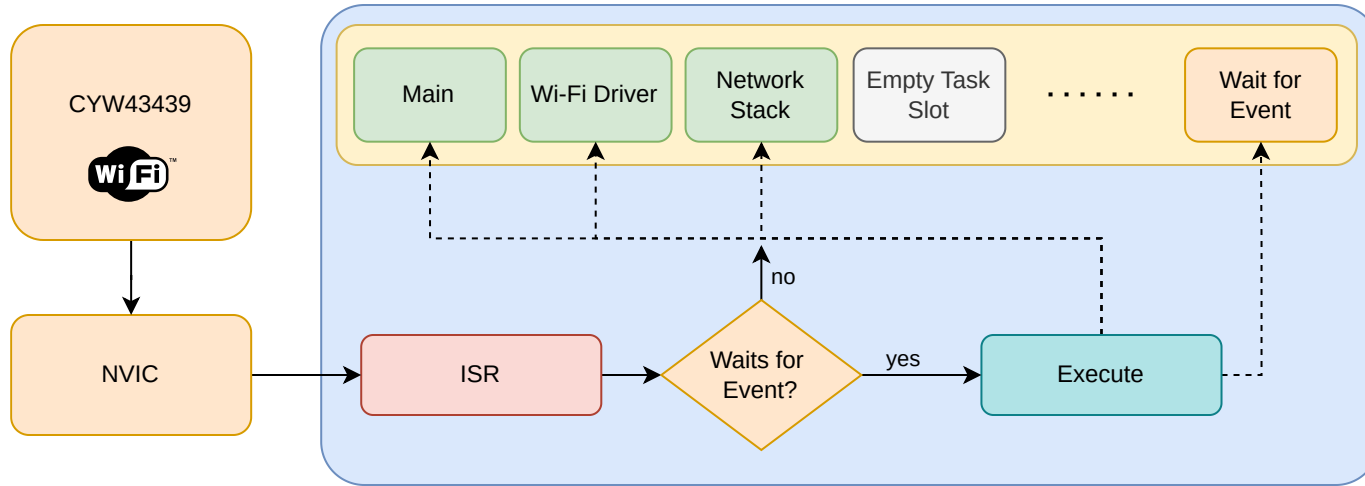 CYW43439
Wi Fi™
NVIC
Main
Wi-Fi Driver
Network
Stack
Empty Task
Slot
. . . . . .
Wait for
Event
ISR
Waits for
Event?
no
yes
Execute